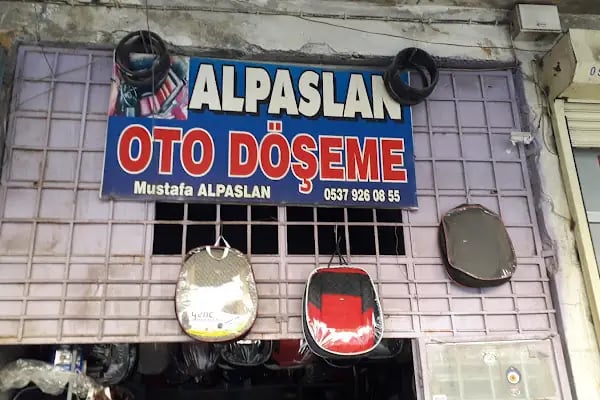 ALPASLAN
OTO DÖŞEME
Mustafa ALPASLAN 0537 926 08 55